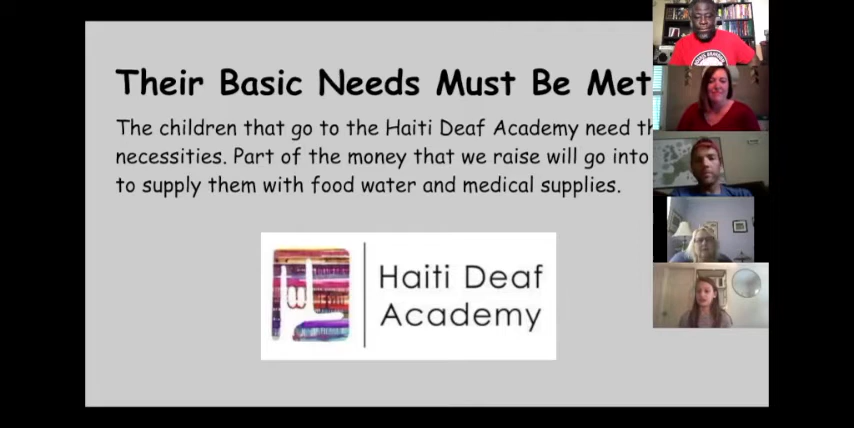 Their Basic Needs Must Be Met
The children that go to the Haiti Deaf Academy need
necessities. Part of the money that we raise will go into
to supply them with food water and medical supplies.
Haiti Deaf
Academy